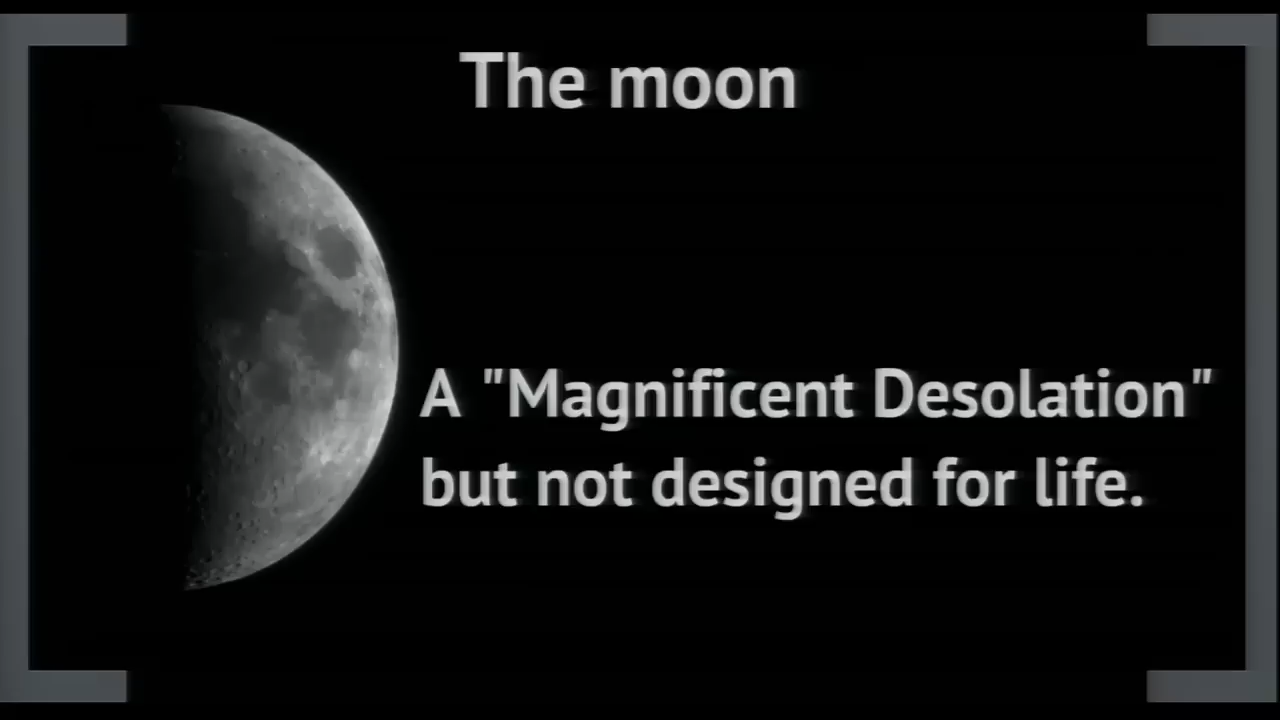 The moon
A "Magnificent Desolation"
but not designed for life.